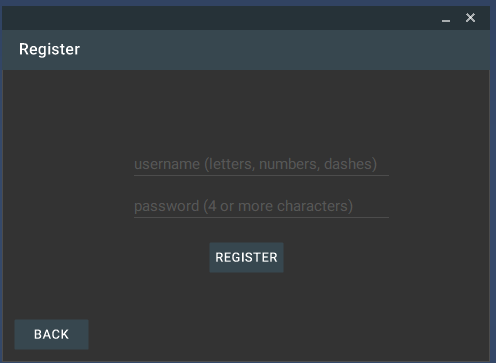 Register
username (letters, numbers, dashes)
password (4 or more characters)
REGISTER
BACK